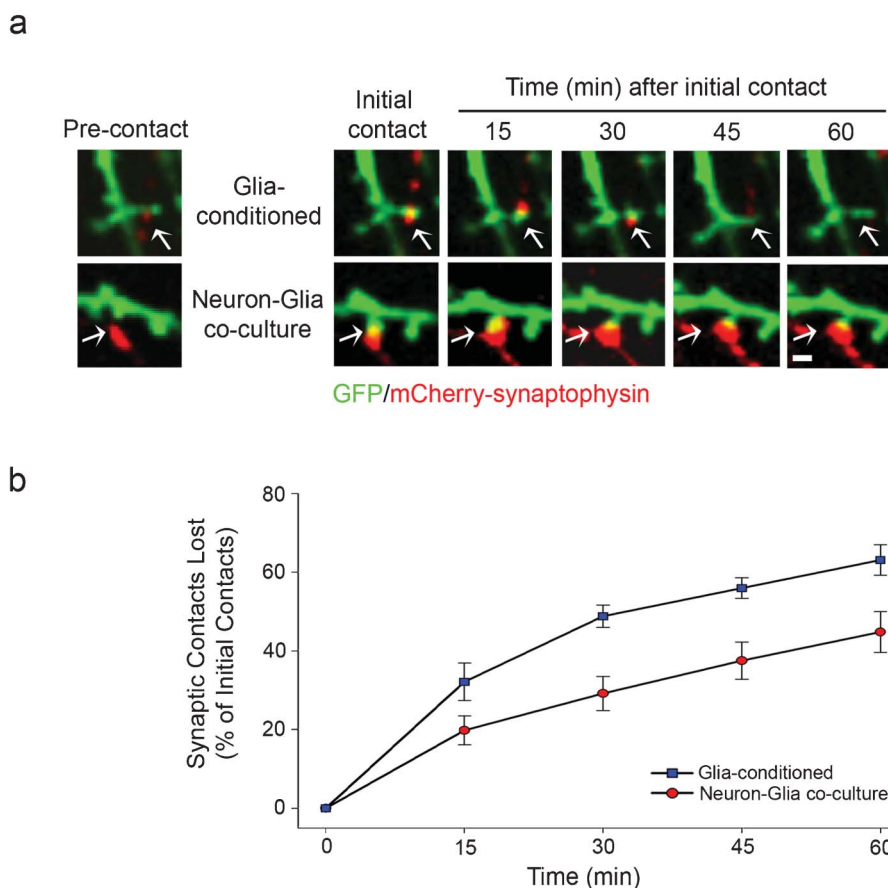 a
Time (min) after initial contact
Pre-contact
Initial
contact
15 30 45 60
Glia-
conditioned
Neuron-Glia
co-culture
GFP/mCherry-synaptophysin
b
Synaptic Contacts Lost
(% of Initial Contacts)
80
60
40
20
0
Glia-conditioned
Neuron-Glia co-culture
0 15 30 45 60
Time (min)